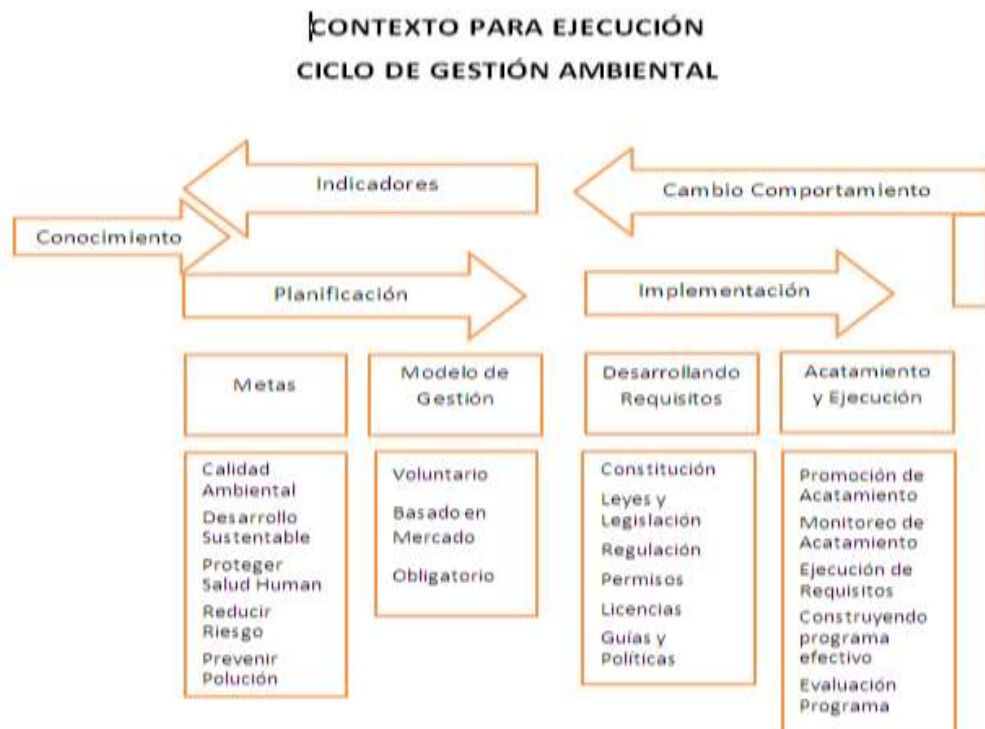 CONTEXTO PARA EJECUCIÓN
CICLO DE GESTIÓN AMBIENTAL
Indicadores
Cambio Comportamiento
Conocimiento
Planificación
Implementación
Metas
Modelo de
Gestión
Desarrollando
Requisitos
Acatamiento
y Ejecución
Calidad
Ambiental
Desarrollo
Sustentable
Proteger
Salud Human
Reducir
Riesgo
Prevenir
Polución
Voluntario
Basado en
Mercado
Obligatorio
Constitución
Leyes y
Legislación
Regulación
Permisos
Licencias
Guías y
Políticas
Promoción de
Acatamiento
Monitoreo de
Acatamiento
Ejecución de
Requisitos
Construyendo
programa
efectivo
Evaluación
Programa